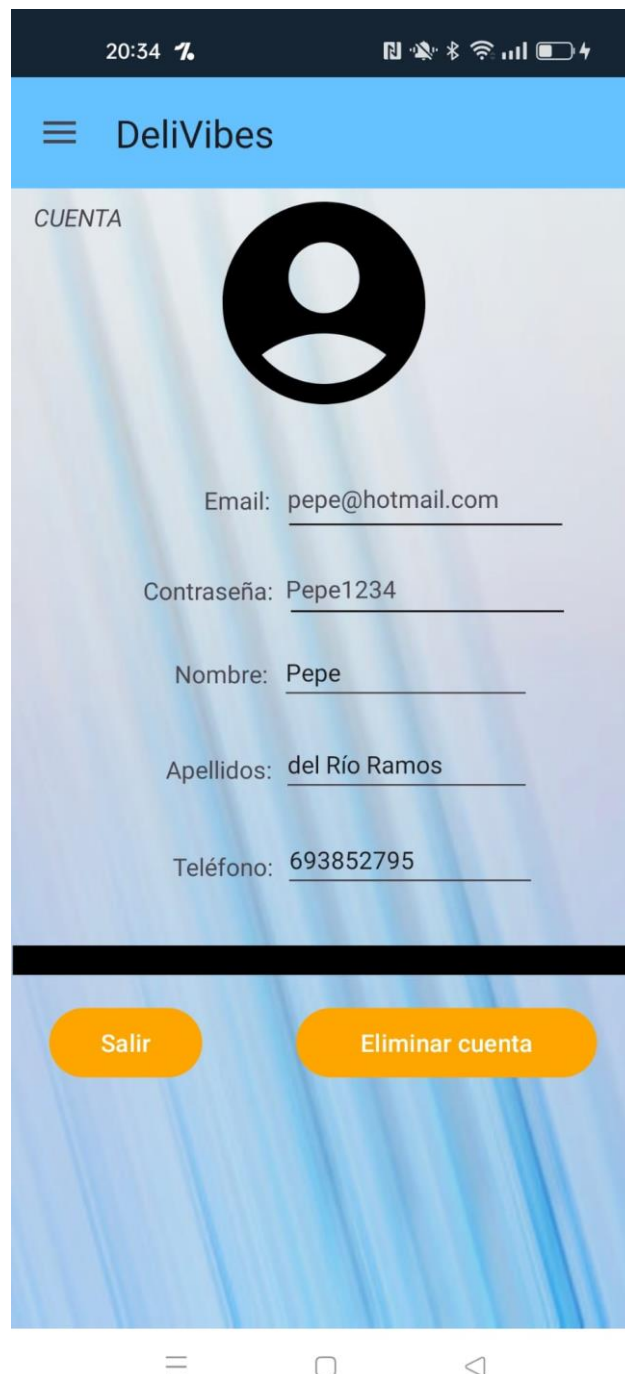 20:34
DeliVibes
CUENTA
Email: pepe@hotmail.com
Contraseña: Pepe1234
Nombre: Pepe
Apellidos: del Río Ramos
Teléfono: 693852795
Salir
Eliminar cuenta